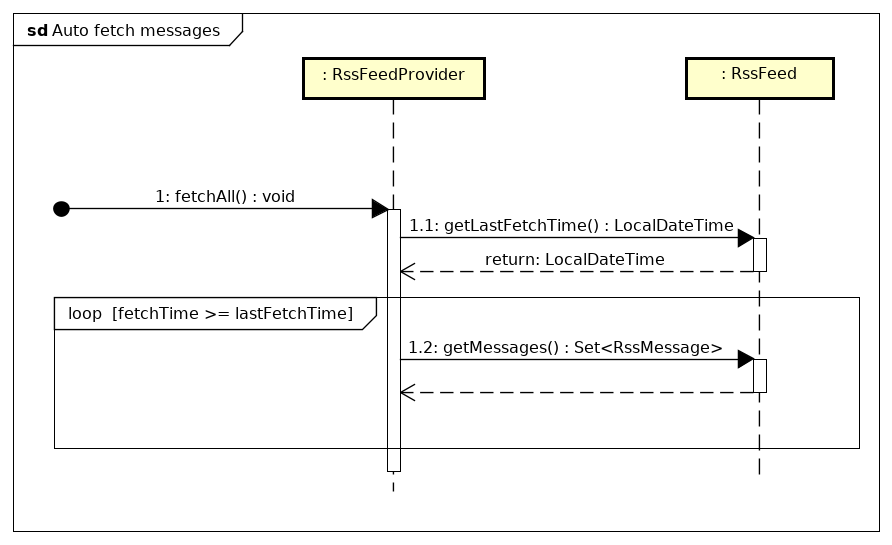 sd Auto fetch messages
: RssFeedProvider
: RssFeed
1: fetchAll() : void
1.1: getLastFetchTime() : LocalDateTime
return: LocalDateTime
loop [fetchTime >= lastFetchTime]
1.2: getMessages() : Set<RssMessage>